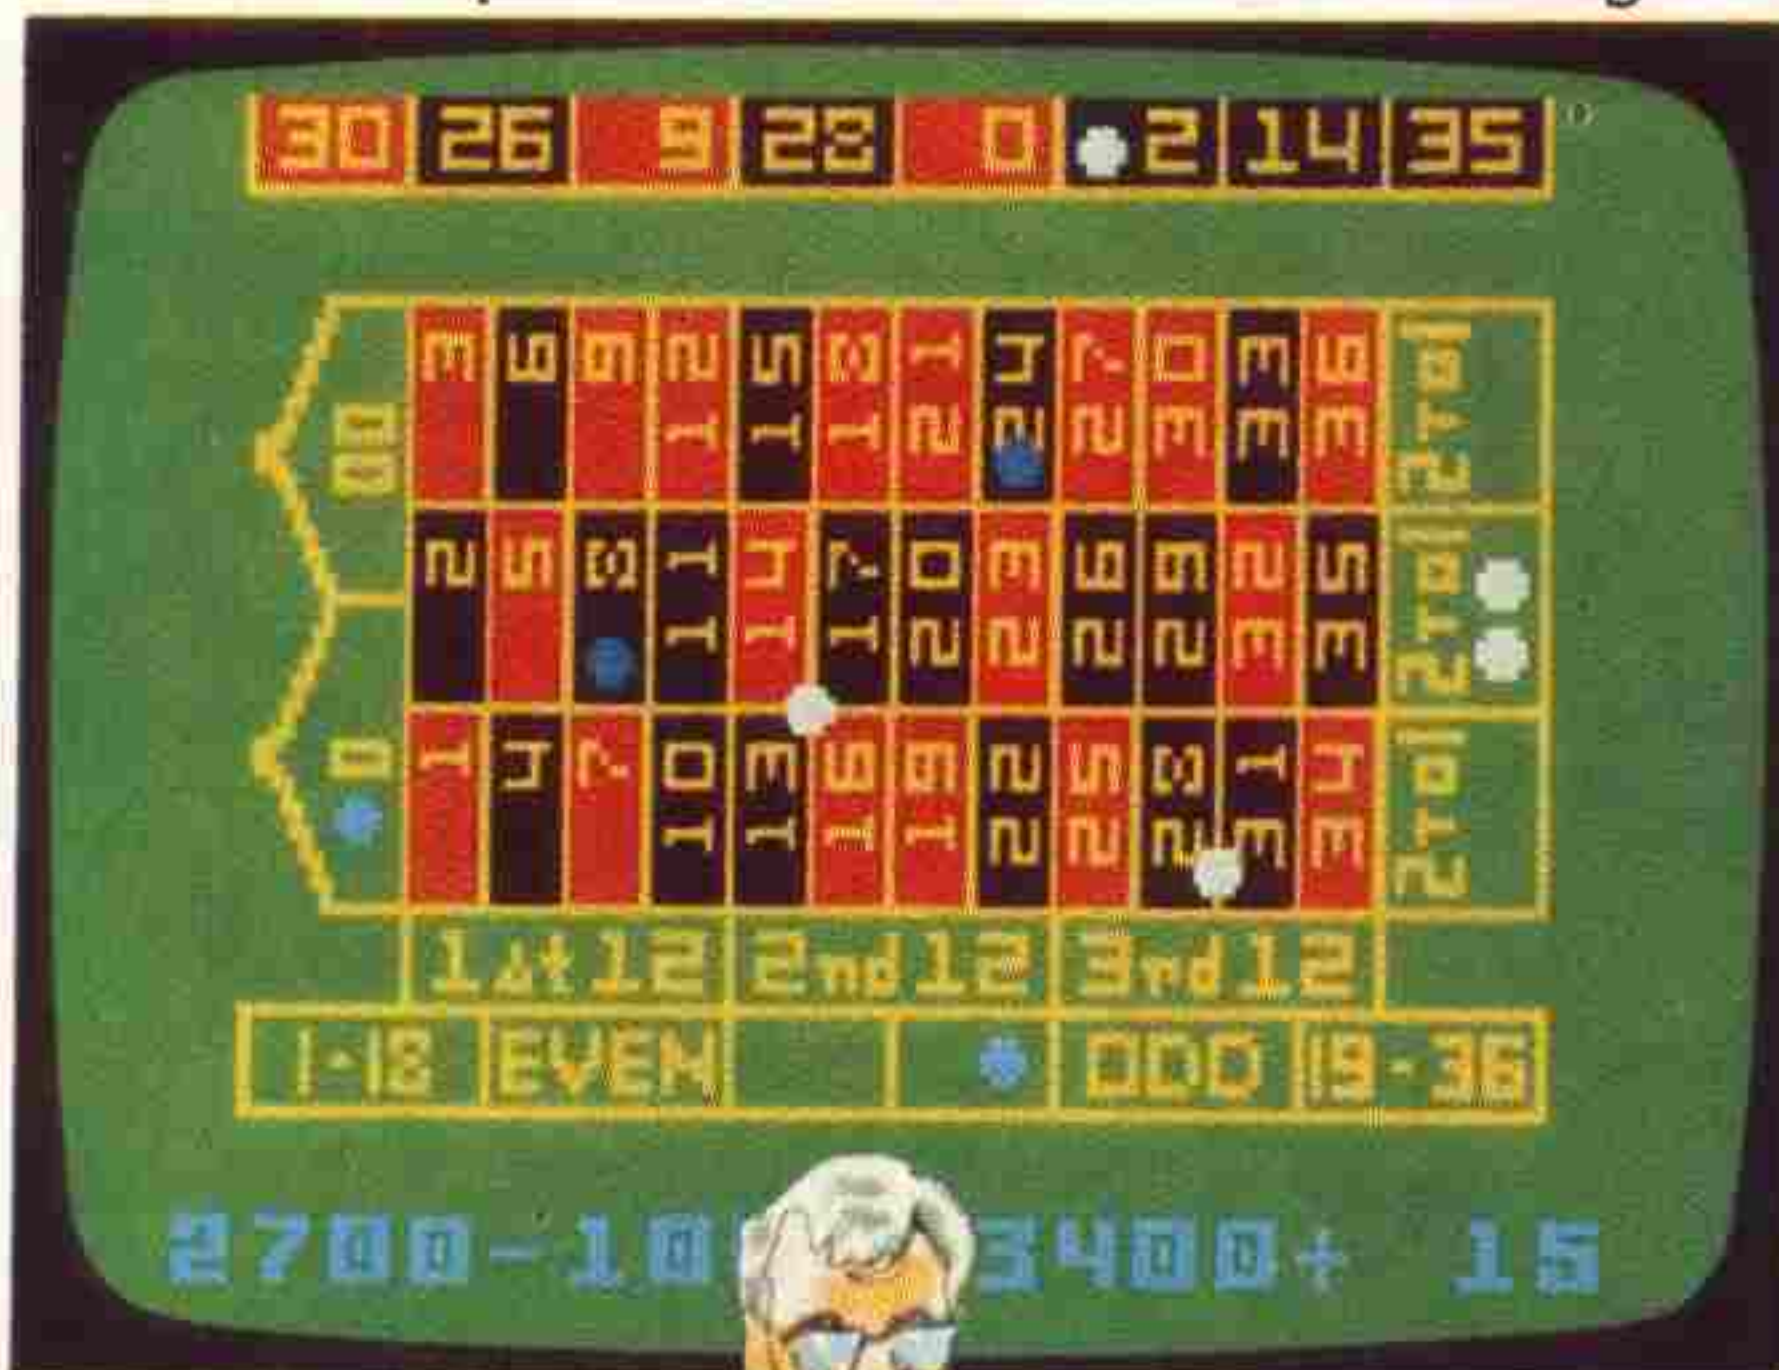 30 26 9 28 0 2 14 35
00 3 6 9 12 15 18 21 24 27 30 33 36 2To1
2 5 8 11 14 17 20 23 26 29 32 35 2To1
0 1 4 7 10 13 16 19 22 25 28 31 34 2To1
1st 12 2nd 12 3rd 12
1-18 EVEN ODD 19-36
2700-10 3400+ 15